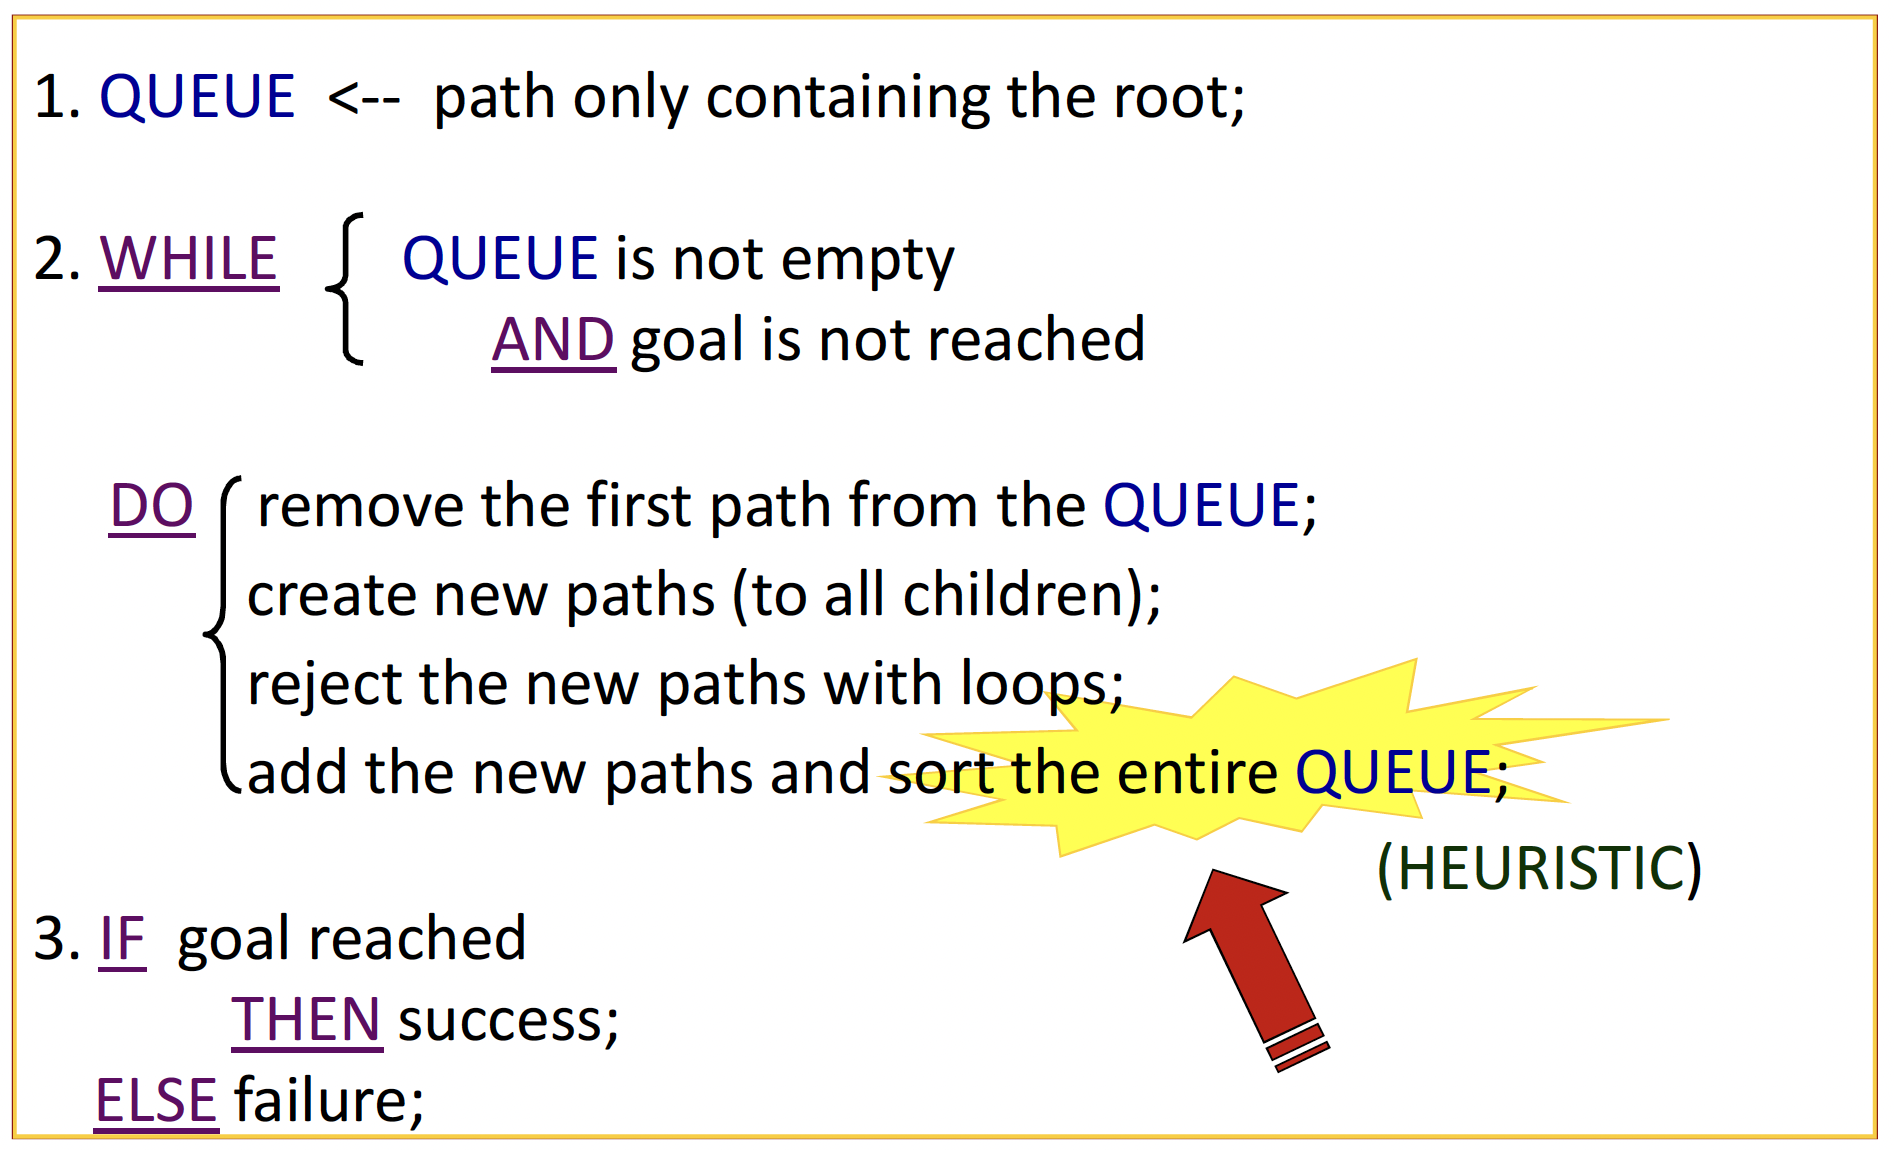 1. QUEUE <-- path only containing the root;
2. WHILE QUEUE is not empty
AND goal is not reached
DO remove the first path from the QUEUE;
create new paths (to all children);
reject the new paths with loops;
add the new paths and sort the entire QUEUE;
(HEURISTIC)
3. IF goal reached
THEN success;
ELSE failure;